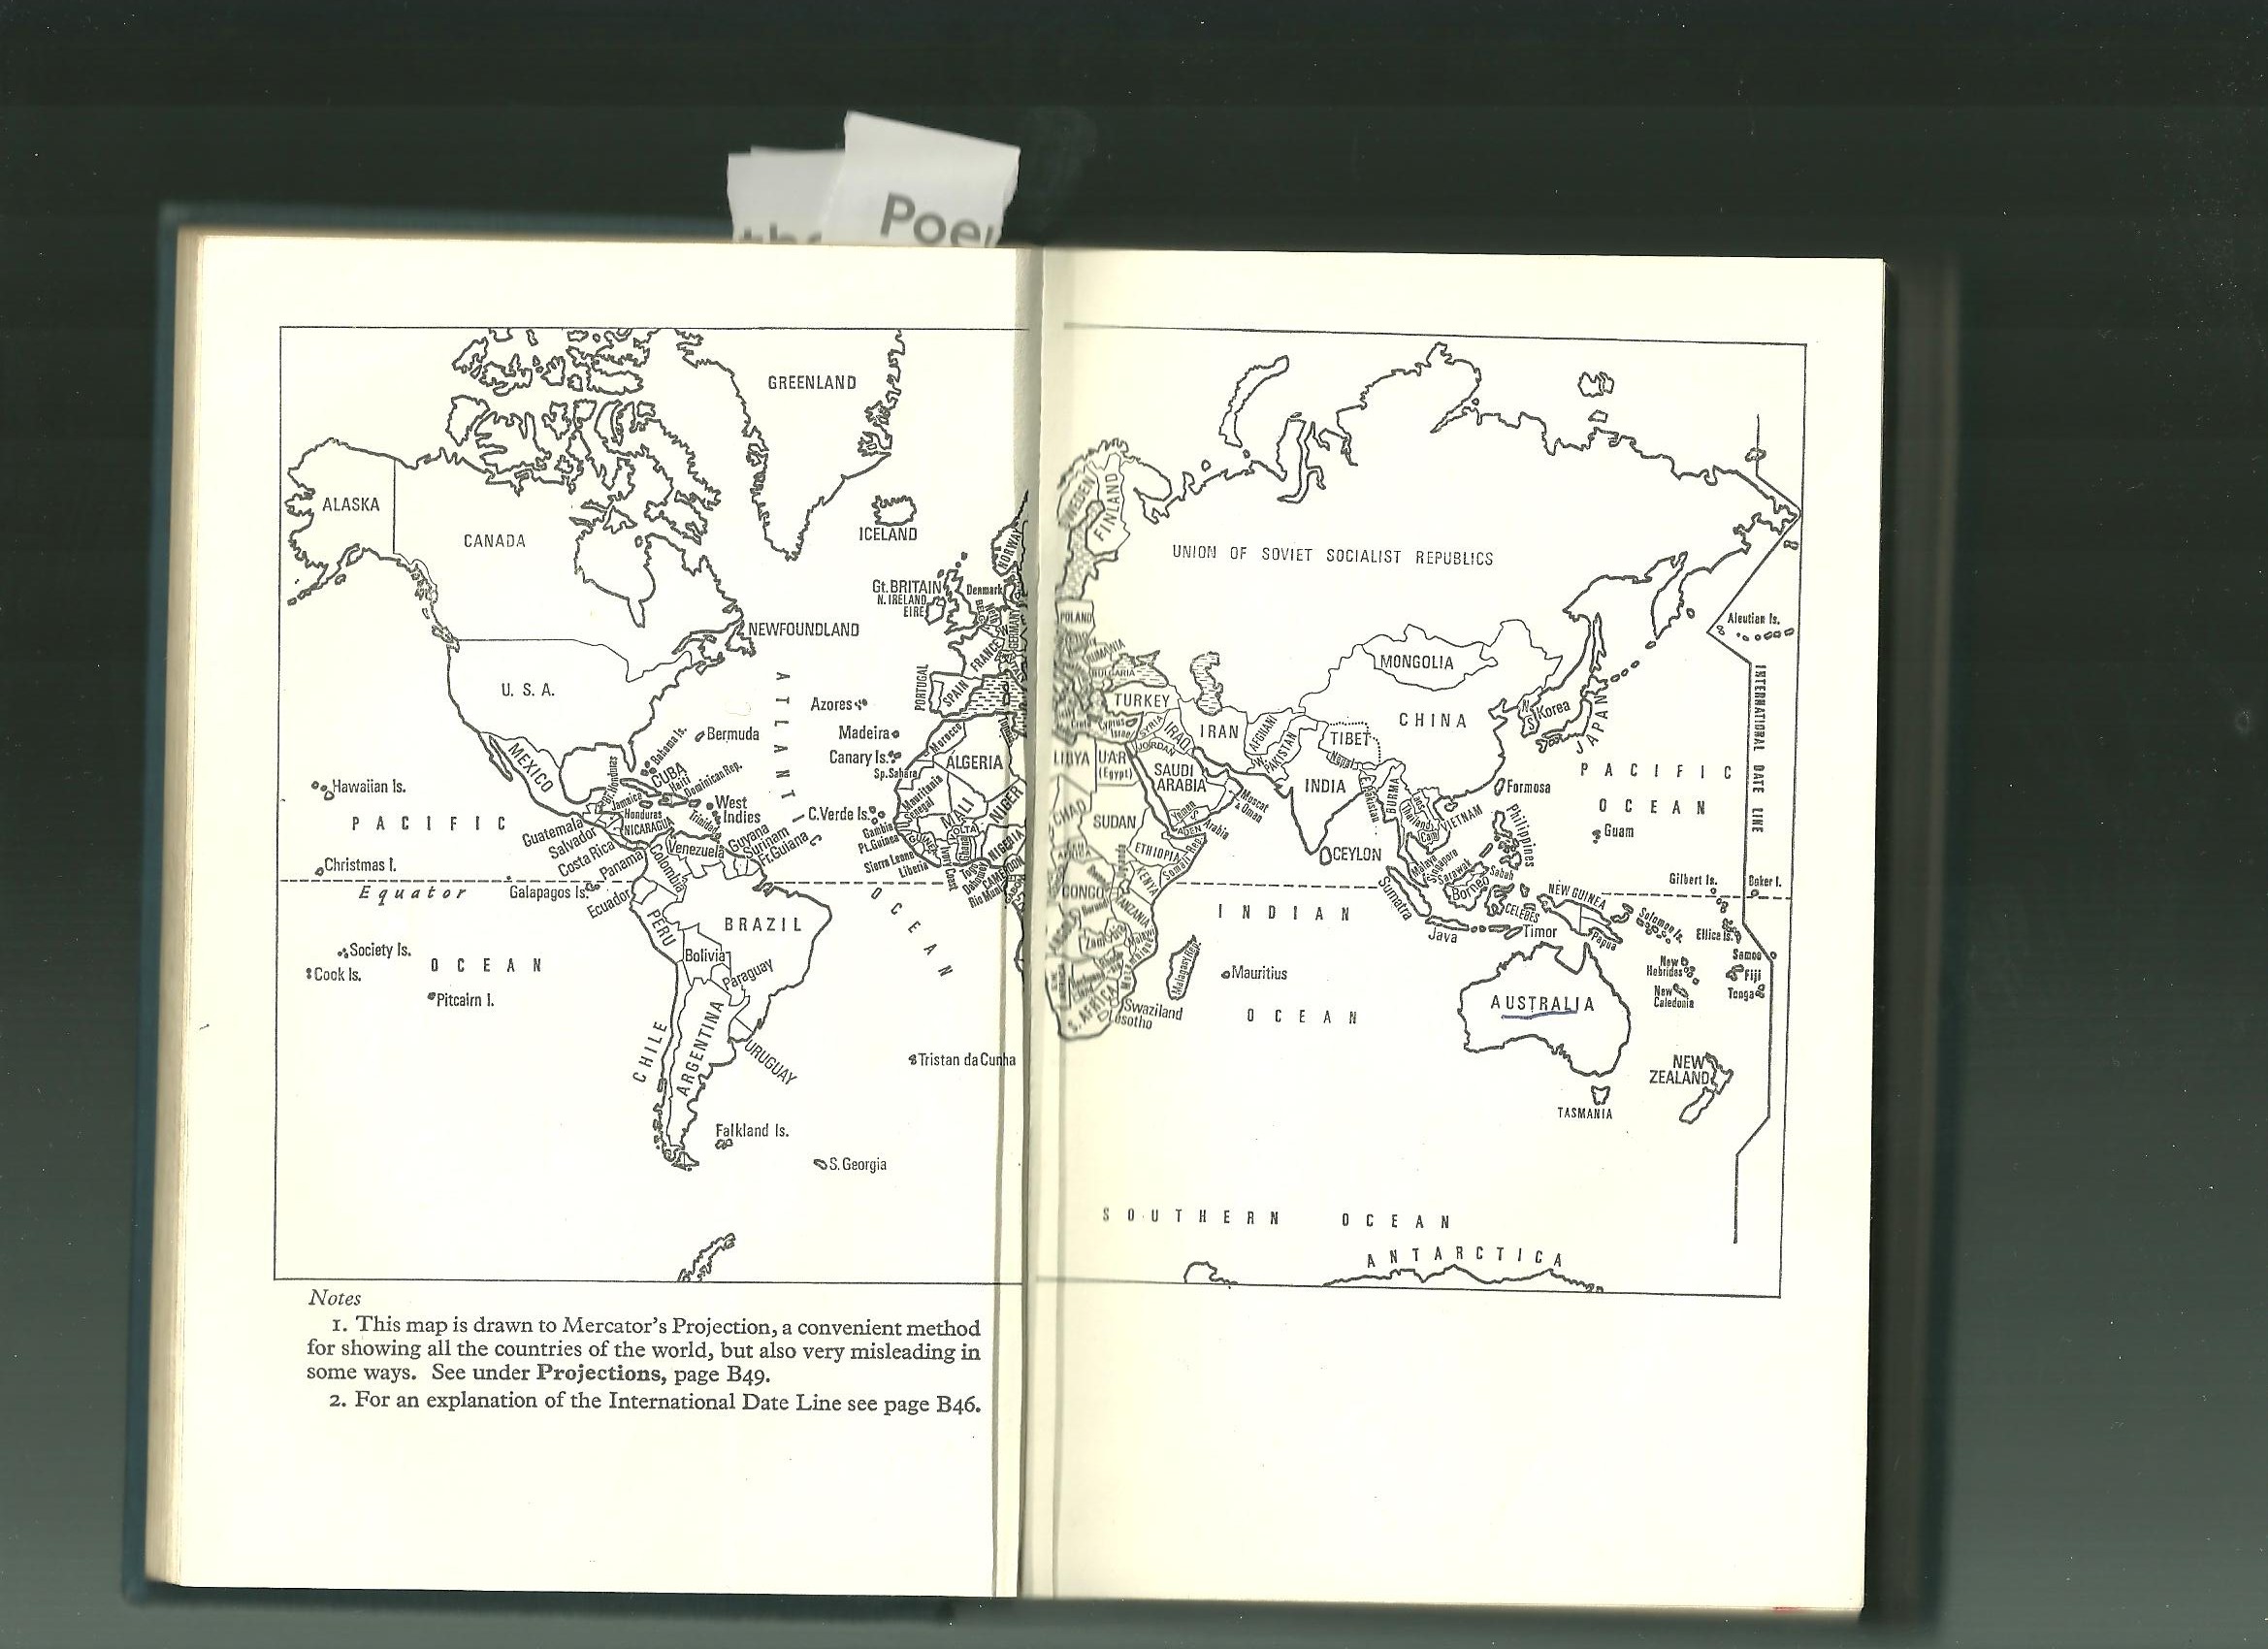 Poe
GREENLAND
ALASKA
CANADA
ICELAND
NORWAY
SWEDEN
FINLAND
UNION OF SOVIET SOCIALIST REPUBLICS
Gt. BRITAIN
N. IRELAND
EIRE
Denmark
GERMANY
POLAND
NEWFOUNDLAND
FRANCE
RUMANIA
BULGARIA
MONGOLIA
Aleutian Is.
INTERNATIONAL DATE LINE
U. S. A.
PORTUGAL
SPAIN
TURKEY
Azores
ATLANTIC
OCEAN
Crete
Cyprus
Israel
SYRIA
IRAQ
JORDAN
IRAN
AFGHANI
W. PAKISTAN
TIBET
Nepal
CHINA
N
S
Korea
JAPAN
Bermuda
Bahama Is.
Madeira
Canary Is.
Sp. Sahara
Morocco
ALGERIA
LIBYA
U A R
(Egypt)
SAUDI
ARABIA
Muscat
& Oman
INDIA
E. Pakistan
BURMA
Formosa
PACIFIC
OCEAN
Guam
MEXICO
Hawaiian Is.
PACIFIC
CUBA
Haiti
Dominican Rep.
Jamaica
Br. Honduras
Honduras
NICARAGUA
West
Indies
Trinidad
Guatemala
Salvador
Costa Rica
Panama
Colombia
Venezuela
Guyana
Surinam
Fr. Guiana
C. Verde Is.
Mauritania
Senegal
Gambia
Pt. Guinea
GUINEA
Sierra Leone
Liberia
Ivory Coast
MALI
VOLTA
Ghana
Togo
Dahomey
NIGER
NIGERIA
CAMEROON
Rio Muni
GABON
CHAD
SUDAN
Yemen
ADEN
S. Arabia
ETHIOPIA
Somali Rep.
Uganda
KENYA
CONGO
TANZANIA
CEYLON
Laos
Thailand
Cam
VIETNAM
Philippines
Malaya
Singapore
Sarawak
Sabah
Borneo
Sumatra
Java
CELEBES
Timor
NEW GUINEA
Papua
Solomon Is.
Gilbert Is.
Baker I.
Ellice Is.
Christmas I.
Equator
Galapagos Is.
Ecuador
PERU
BRAZIL
Bolivia
Paraguay
Society Is.
Cook Is.
OCEAN
Pitcairn I.
CHILE
ARGENTINA
URUGUAY
Zambia
Malawi
Mozambique
Malagasy Rep.
Mauritius
INDIAN
OCEAN
S. AFRICA
Swaziland
Lesotho
AUSTRALIA
New
Hebrides
New
Caledonia
Samoa
Fiji
Tonga
NEW
ZEALAND
TASMANIA
Tristan da Cunha
Falkland Is.
S. Georgia
SOUTHERN OCEAN
ANTARCTICA
Notes
1. This map is drawn to Mercator's Projection, a convenient method
for showing all the countries of the world, but also very misleading in
some ways. See under Projections, page B49.
2. For an explanation of the International Date Line see page B46.